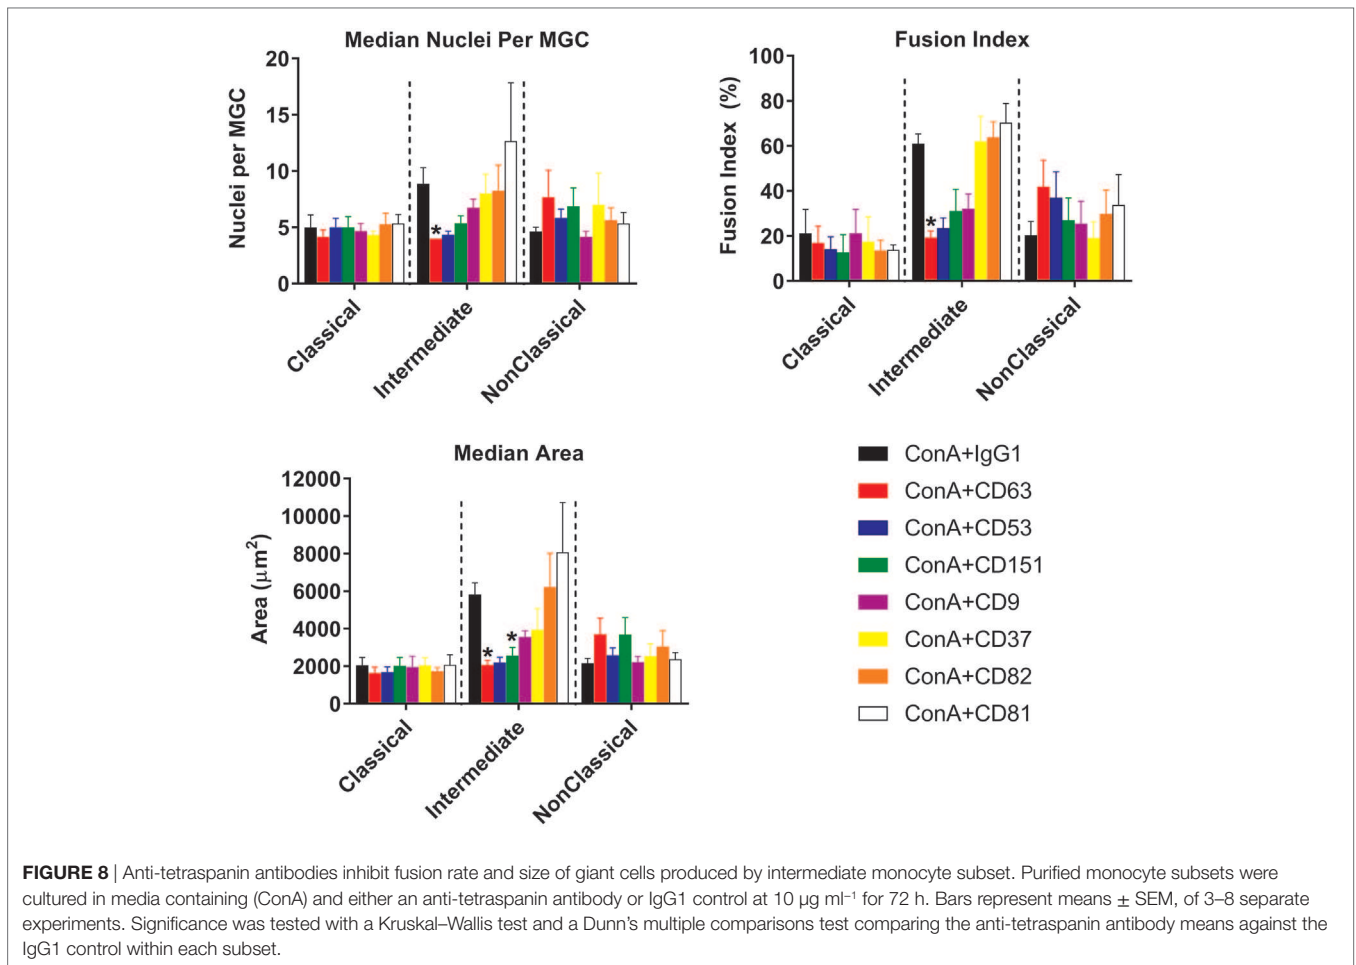 Median Nuclei Per MGC
Nuclei per MGC
20
15
10
5
0
*
Classical
Intermediate
NonClassical
Fusion Index
Fusion Index (%)
100
80
60
40
20
0
*
Classical
Intermediate
NonClassical
Median Area
Area (μm²)
12000
10000
8000
6000
4000
2000
0
*
*
Classical
Intermediate
NonClassical
ConA+IgG1
ConA+CD63
ConA+CD53
ConA+CD151
ConA+CD9
ConA+CD37
ConA+CD82
ConA+CD81
FIGURE 8 | Anti-tetraspanin antibodies inhibit fusion rate and size of giant cells produced by intermediate monocyte subset. Purified monocyte subsets were
cultured in media containing (ConA) and either an anti-tetraspanin antibody or IgG1 control at 10 μg ml⁻¹ for 72 h. Bars represent means ± SEM, of 3–8 separate
experiments. Significance was tested with a Kruskal–Wallis test and a Dunn's multiple comparisons test comparing the anti-tetraspanin antibody means against the
IgG1 control within each subset.